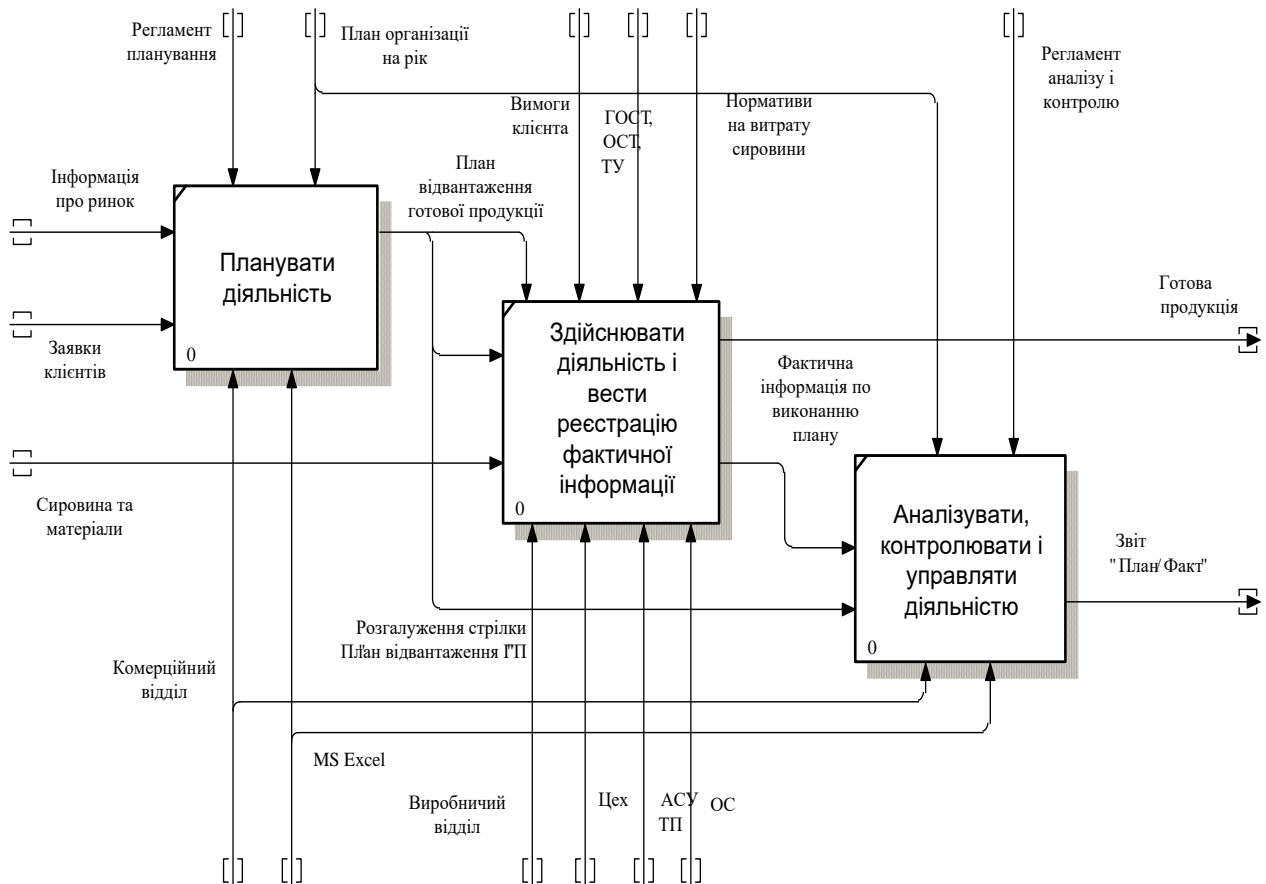 Регламент
планування
План організації
на рік
Вимоги
клієнта
ГОСТ,
ОСТ,
ТУ
Нормативи
на витрату
сировини
Регламент
аналізу і
контролю
Інформація
про ринок
План
відвантаження
готової продукції
Планувати
діяльність
0
Заявки
клієнтів
Здійснювати
діяльність і
вести
реєстрацію
фактичної
інформації
0
Готова
продукція
Фактична
інформація по
виконанню
плану
Сировина та
матеріали
Аналізувати,
контролювати і
управляти
діяльністю
0
Звіт
"План/Факт"
Розгалуження стрілки
"План відвантаження ГП"
Комерційний
відділ
MS Excel
Виробничий
відділ
Цех
АСУ
ТП
ОС